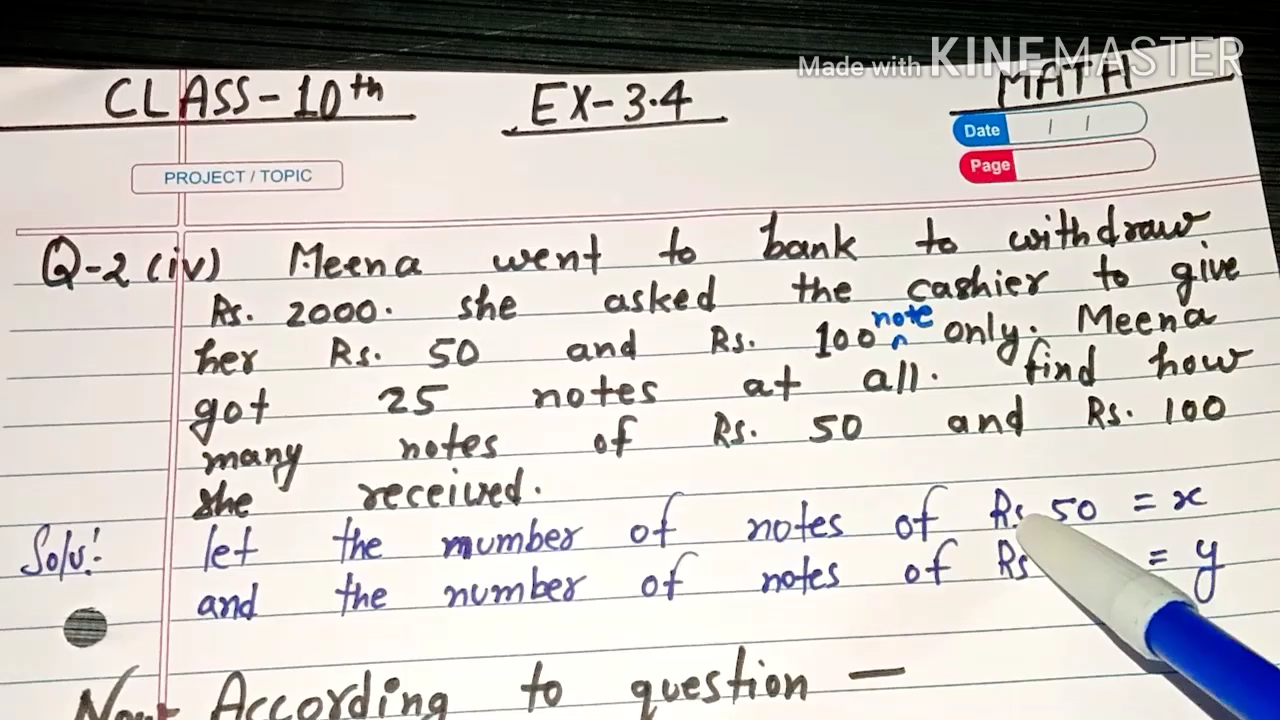 Made with KINEMASTER
CLASS-10th EX-3.4 MATH
Date
Page
PROJECT / TOPIC
Q-2 (iv) Meena went to bank to withdraw
Rs. 2000. she asked the cashier to give
her Rs. 50 and Rs. 100 note only. Meena
got 25 notes at all. find how
many notes of Rs. 50 and Rs. 100
she received.
Solu! let the number of notes of Rs 50 = x
and the number of notes of Rs = y
Now According to question —